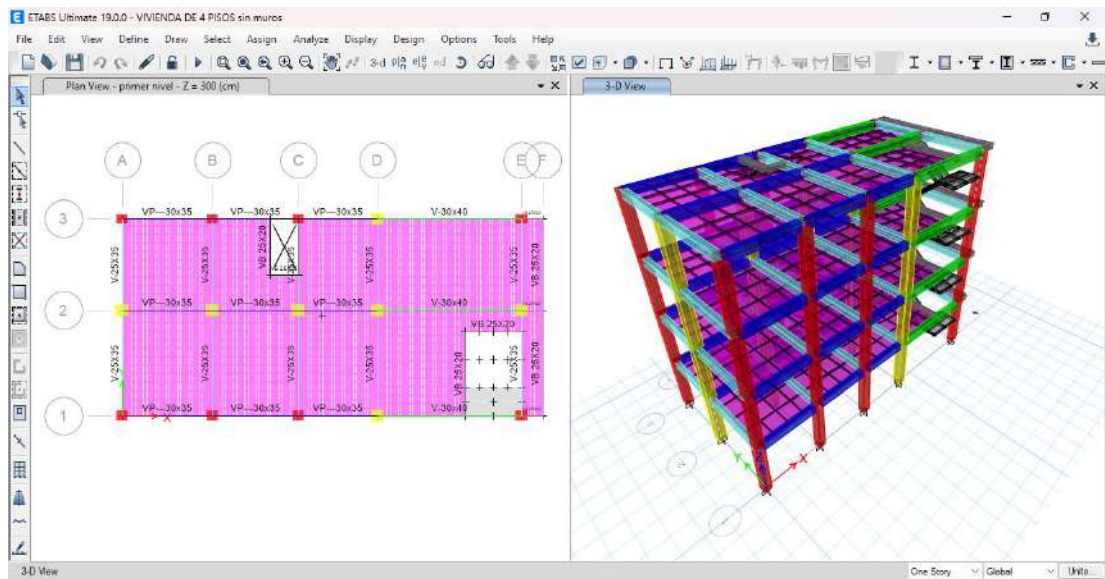 ETABS Ultimate 19.0.0 - VIVIENDA DE 4 PISOS sin muros
File Edit View Define Draw Select Assign Analyze Display Design Options Tools Help
3-d
nd
Plan View - primer nivel - Z = 300 (cm)
3-D View
A B C D E F
3
VP---30x35 VP---30x35 VP---30x35 V-30x40
V-25X35 V-25X35 VB 25X20 V-25X35 V-25X35 VB 25X20
2
VP---30x35 VP---30x35 VP---30x35 V-30x40
VB 25X20
V-25X35 V-25X35 V-25X35 VB 25X20 V-25X35 VB 25X20
1
VP---30x35 VP---30x35 VP---30x35 V-30x40
X
X
Y
Z
3-D View
One Story Global Units...